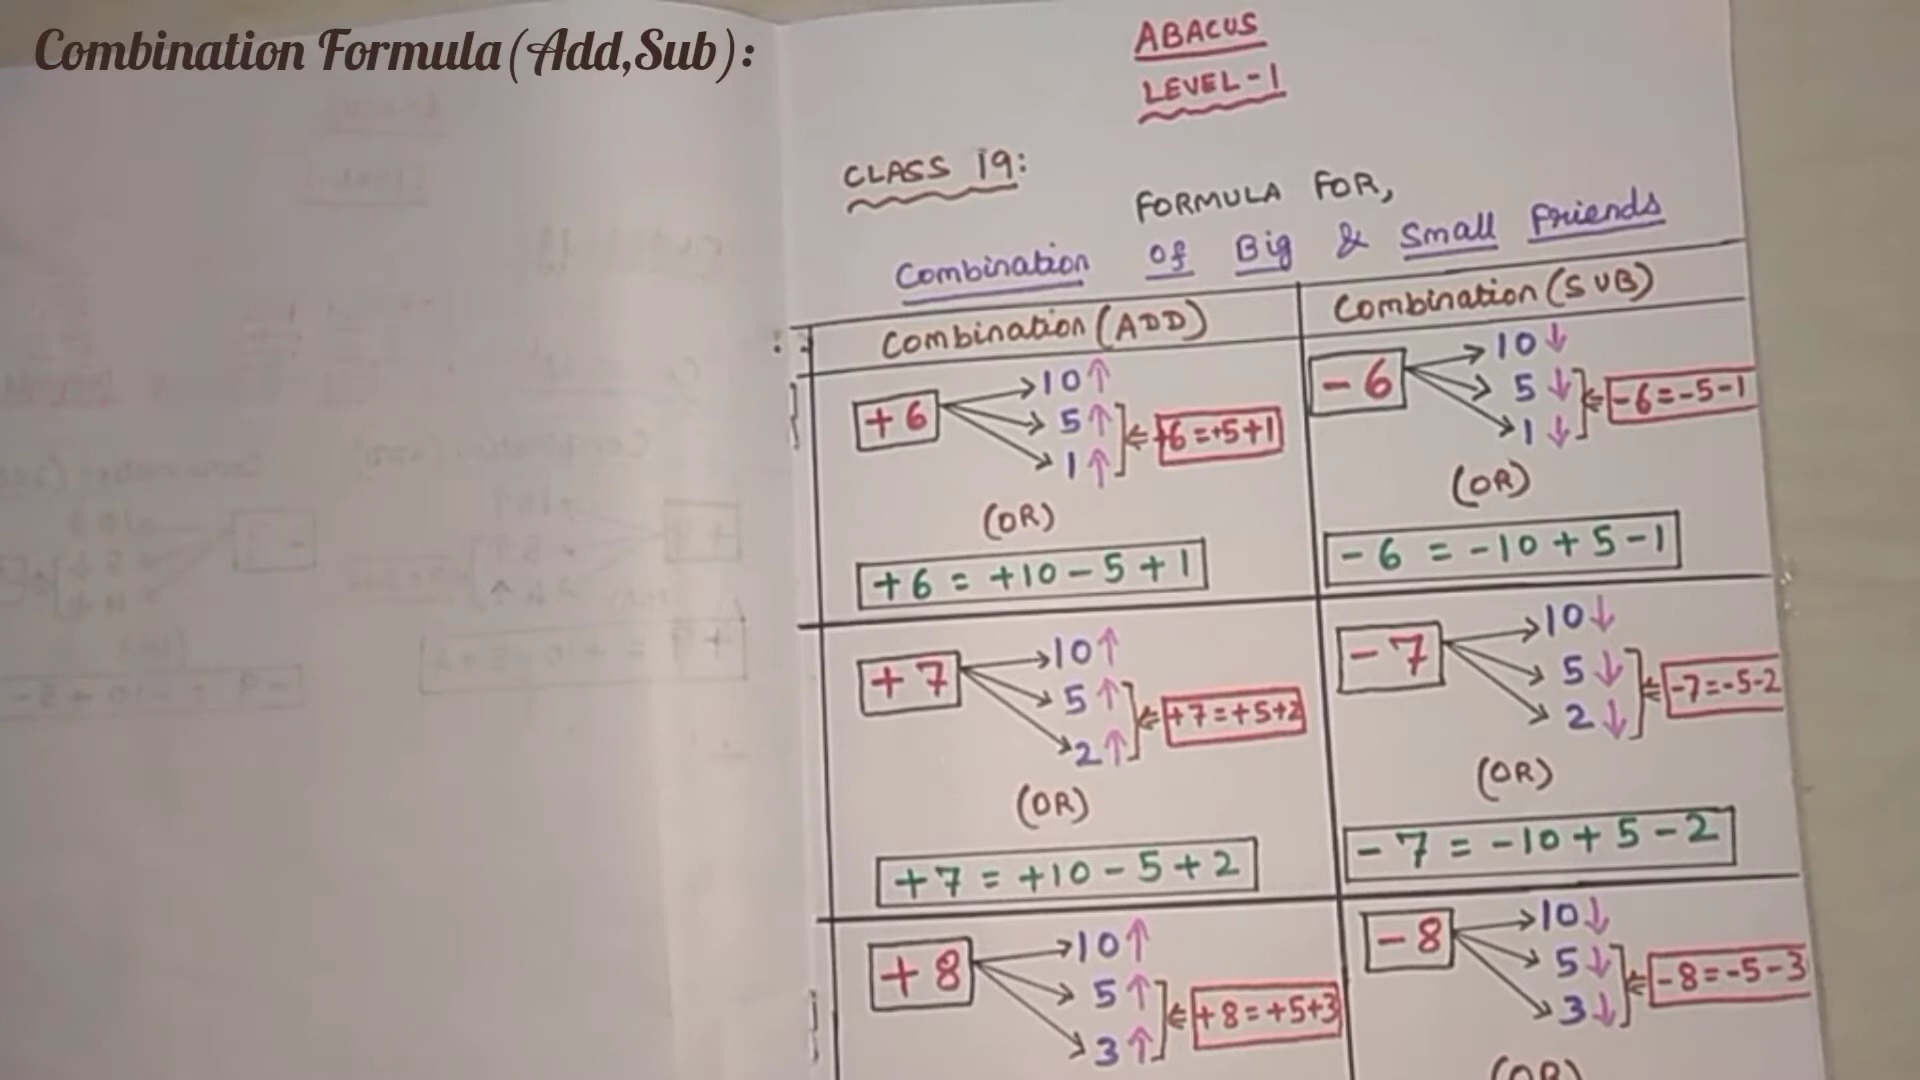 Combination Formula(Add,Sub):
ABACUS
LEVEL-1
CLASS 19:
FORMULA FOR,
Combination of Big & Small Friends
Combination (ADD)
+6
10↑
5↑
1↑
+6=+5+1
(OR)
+6 = +10-5+1
Combination (SUB)
-6
10↓
5↓
1↓
-6=-5-1
(OR)
-6 = -10+5-1
+7
10↑
5↑
2↑
+7=+5+2
(OR)
+7 = +10-5+2
-7
10↓
5↓
2↓
-7=-5-2
(OR)
-7 = -10+5-2
+8
10↑
5↑
3↑
+8=+5+3
-8
10↓
5↓
3↓
-8=-5-3
(OR)